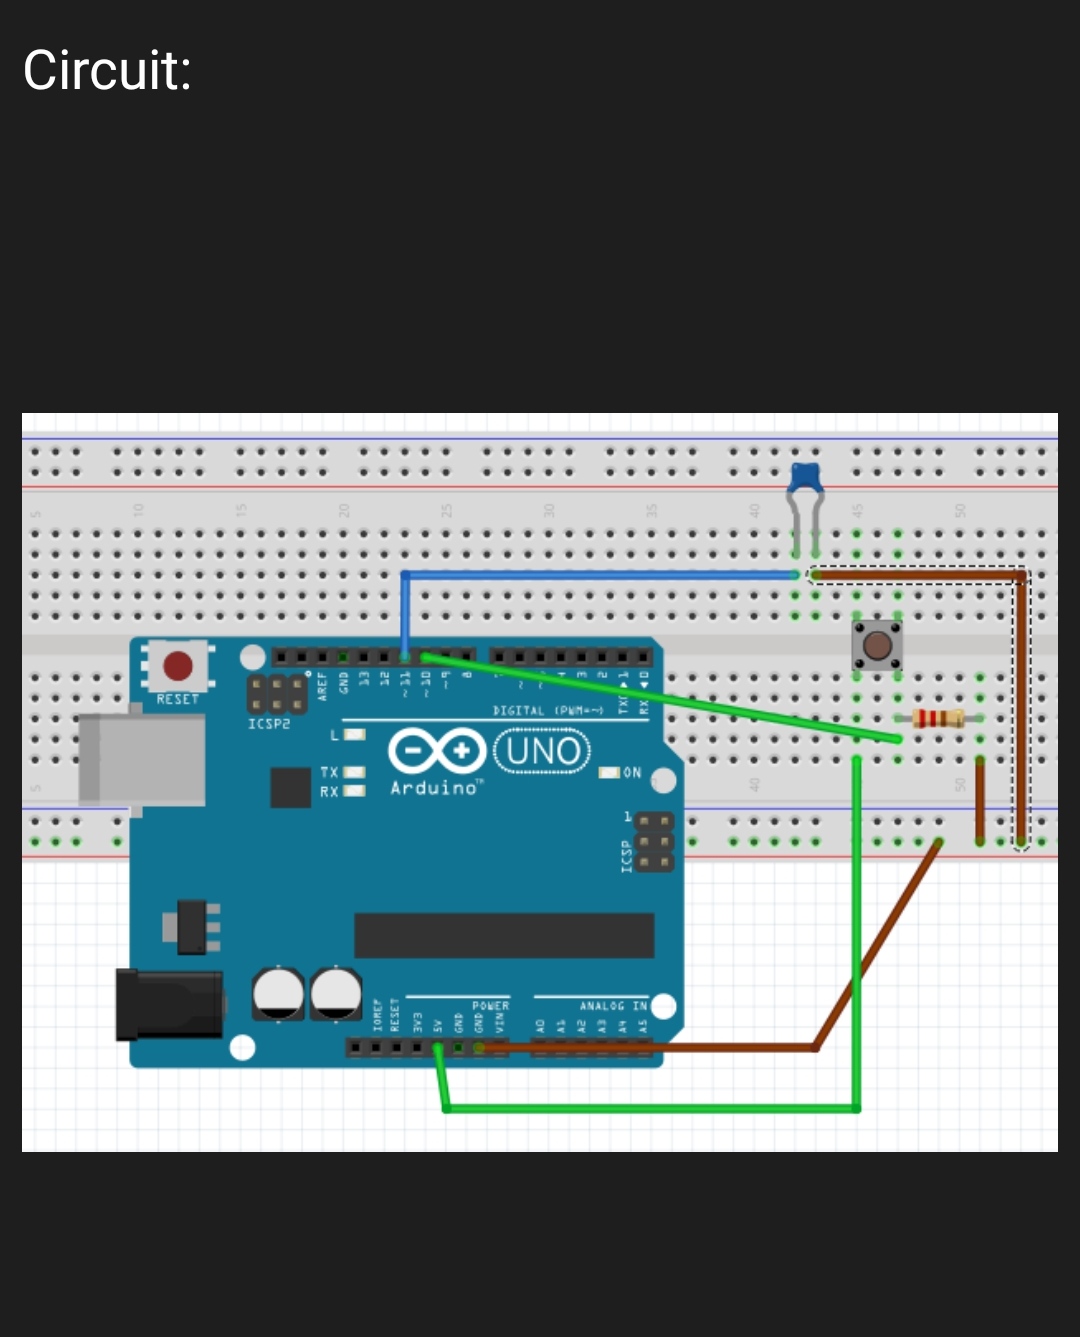 Circuit:
5 10 15 20 25 30 35 40 45 50
RESET
ICSP2
AREF
GND
13
12
~11
~10
~9
8
4
3
2
TX▶1
RX◀0
DIGITAL (PWM=~)
L
TX
RX
UNO
Arduino™
ON
5 40 50
1
ICSP
IOREF
RESET
3V3
5V
GND
GND
VIN
POWER
ANALOG IN
A0
A1
A2
A3
A4
A5